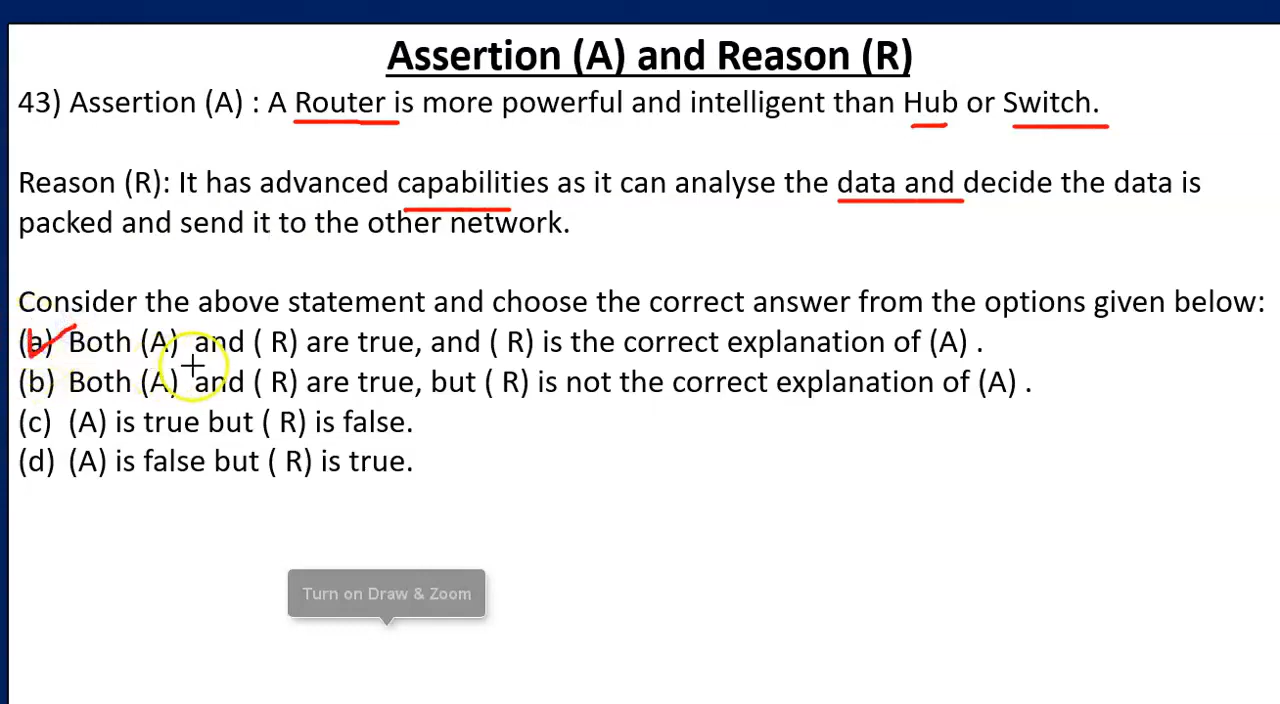 Assertion (A) and Reason (R)
43) Assertion (A) : A Router is more powerful and intelligent than Hub or Switch.
Reason (R): It has advanced capabilities as it can analyse the data and decide the data is
packed and send it to the other network.
Consider the above statement and choose the correct answer from the options given below:
(a) Both (A) and ( R) are true, and ( R) is the correct explanation of (A) .
(b) Both (A) and ( R) are true, but ( R) is not the correct explanation of (A) .
(c) (A) is true but ( R) is false.
(d) (A) is false but ( R) is true.
Turn on Draw & Zoom